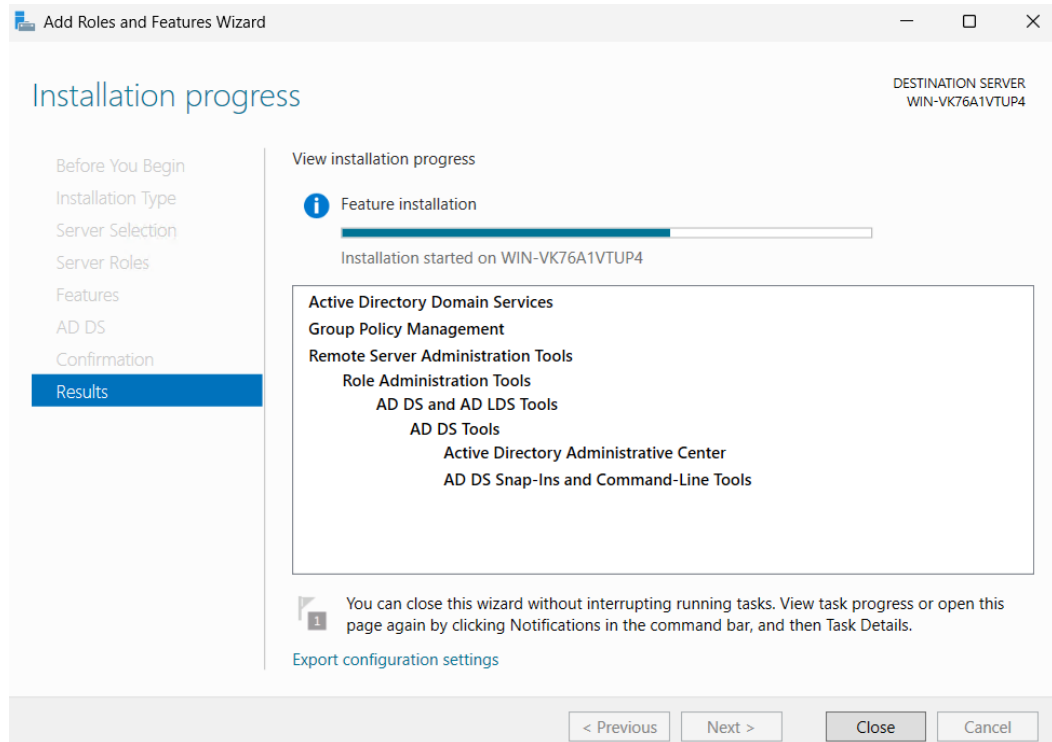 Add Roles and Features Wizard
Installation progress
DESTINATION SERVER
WIN-VK76A1VTUP4
Before You Begin
Installation Type
Server Selection
Server Roles
Features
AD DS
Confirmation
Results
View installation progress
Feature installation
Installation started on WIN-VK76A1VTUP4
Active Directory Domain Services
Group Policy Management
Remote Server Administration Tools
Role Administration Tools
AD DS and AD LDS Tools
AD DS Tools
Active Directory Administrative Center
AD DS Snap-Ins and Command-Line Tools
1
You can close this wizard without interrupting running tasks. View task progress or open this
page again by clicking Notifications in the command bar, and then Task Details.
Export configuration settings
< Previous
Next >
Close
Cancel